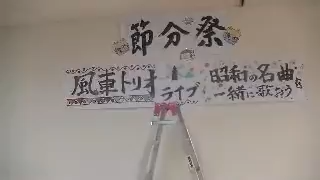 節分祭
風車トリオ ライブ
昭和の名曲を
一緒に歌おう